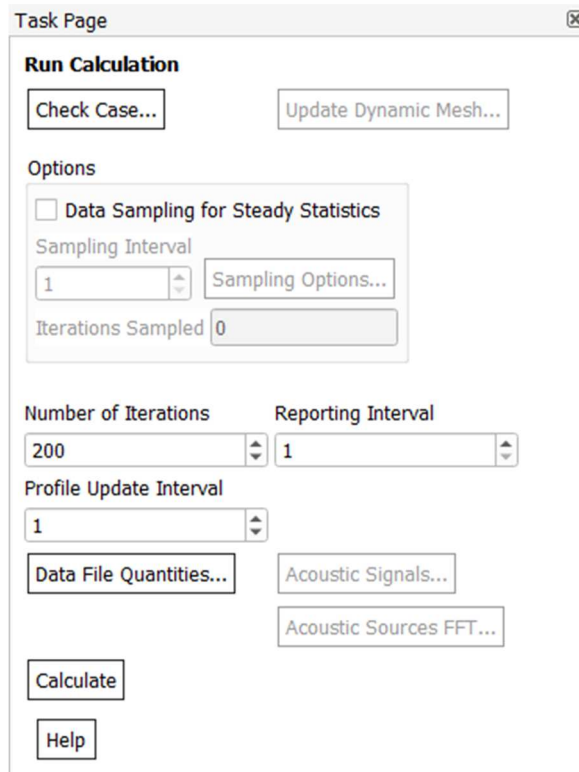 Task Page
Run Calculation
Check Case... Update Dynamic Mesh...
Options
Data Sampling for Steady Statistics
Sampling Interval
1 Sampling Options...
Iterations Sampled 0
Number of Iterations Reporting Interval
200 1
Profile Update Interval
1
Data File Quantities... Acoustic Signals...
Acoustic Sources FFT...
Calculate
Help